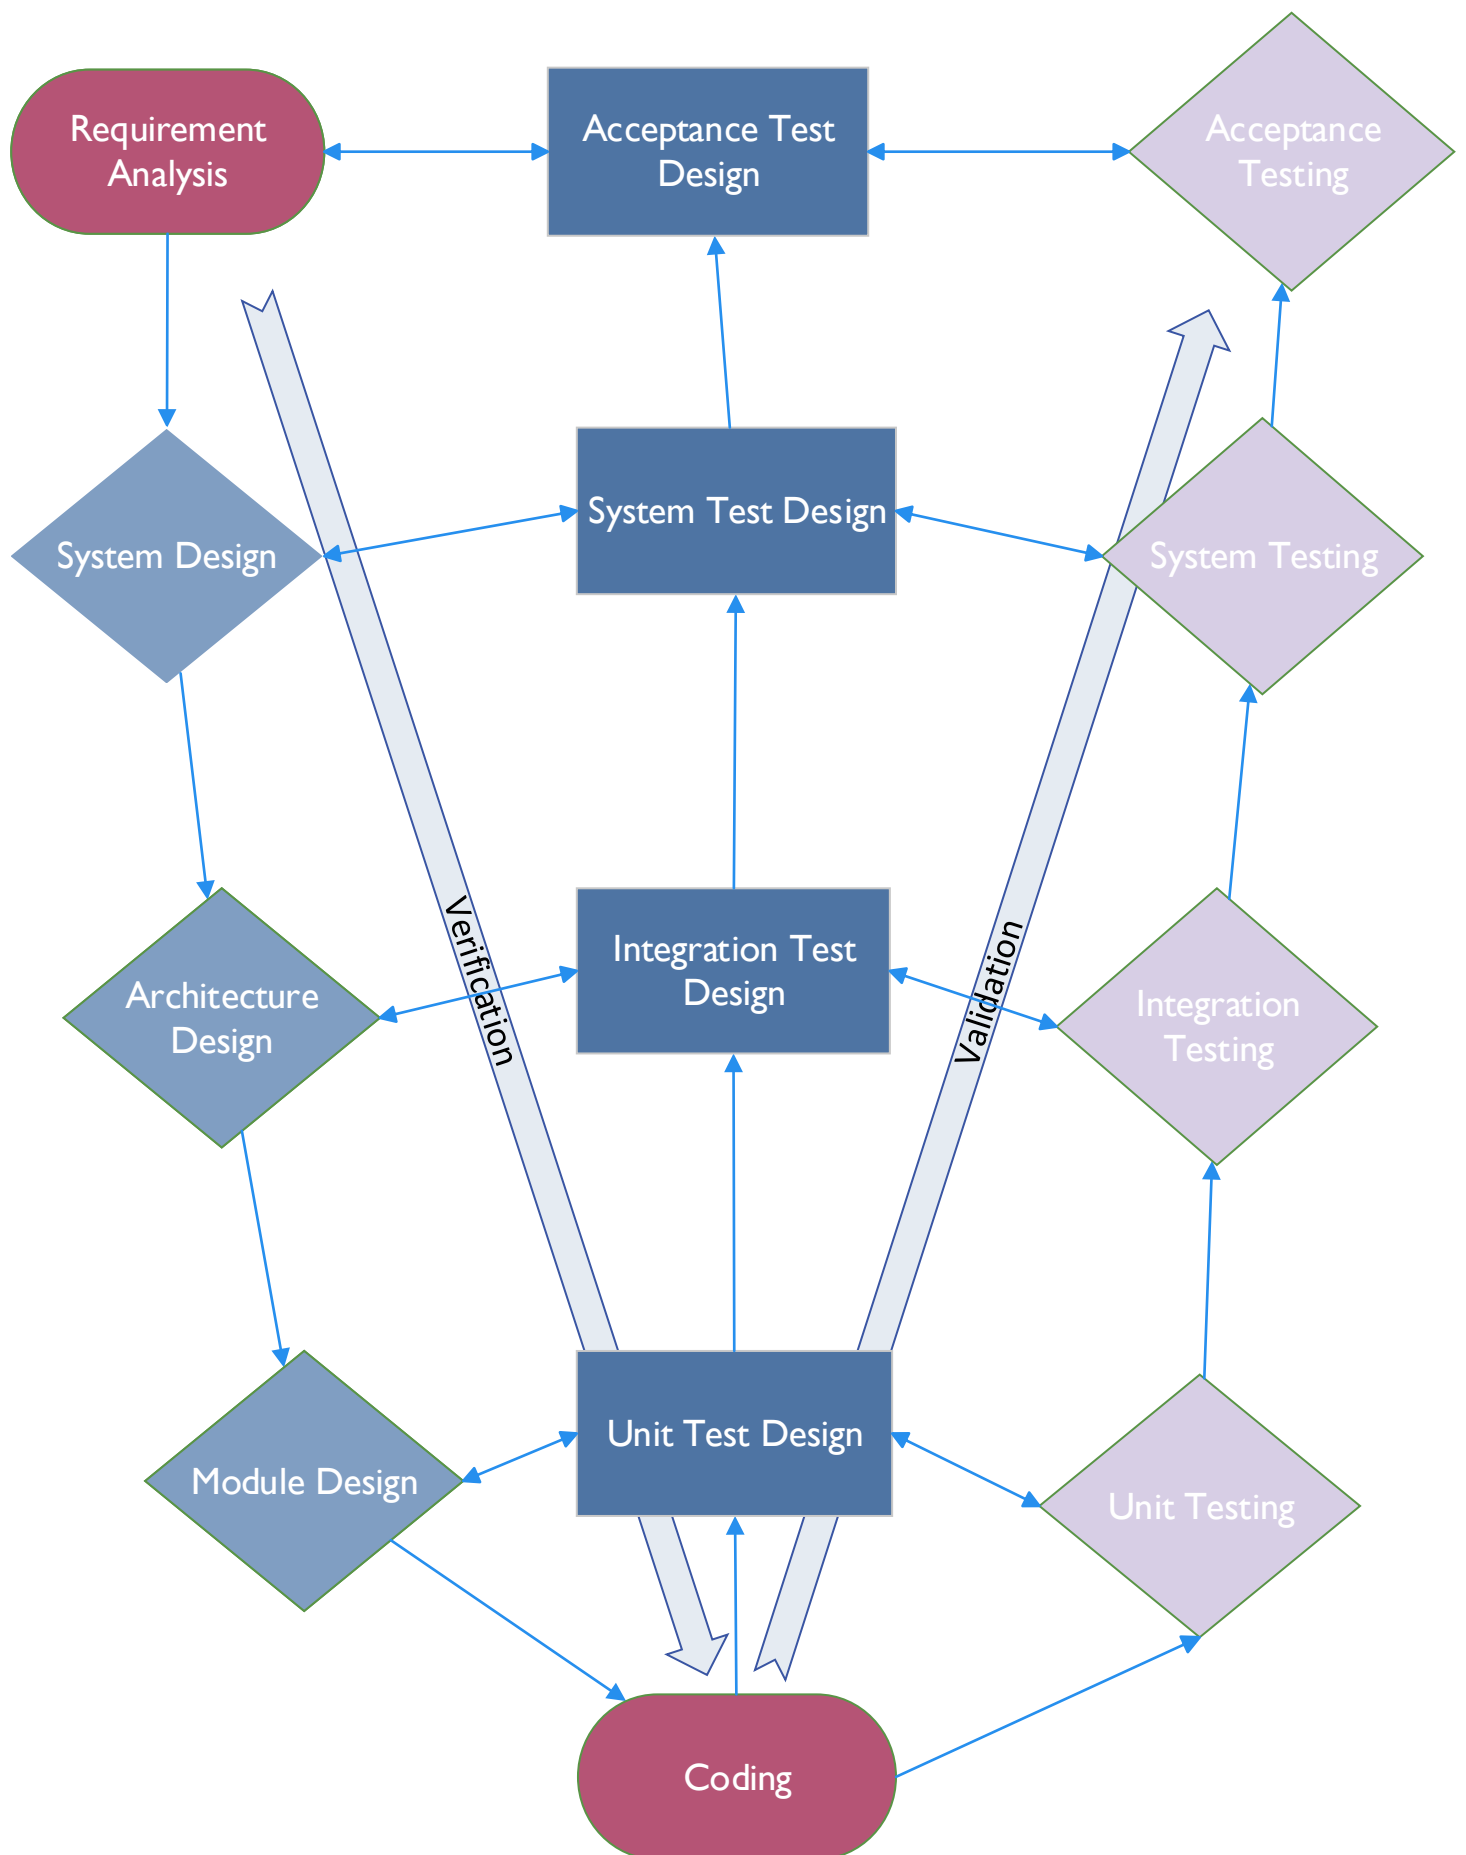 Requirement
Analysis
Acceptance Test
Design
Acceptance
Testing
System Design
System Test Design
System Testing
Verification
Validation
Architecture
Design
Integration Test
Design
Integration
Testing
Module Design
Unit Test Design
Unit Testing
Coding